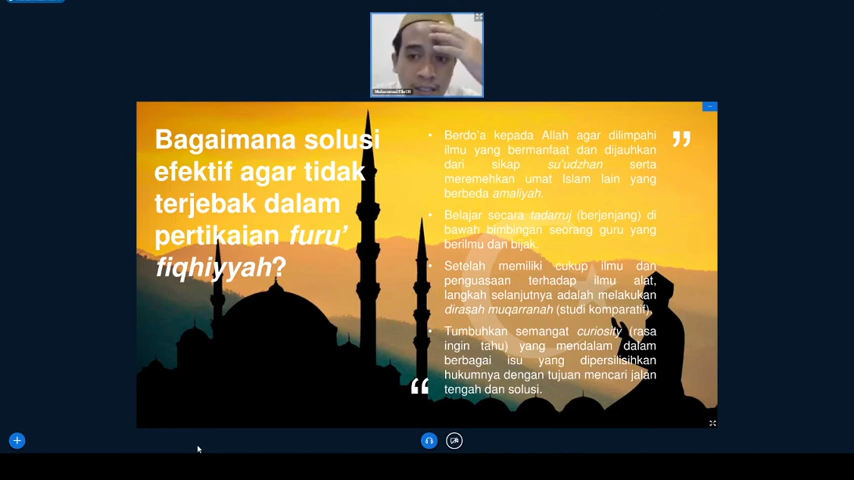 Bagaimana solusi
efektif agar tidak
terjebak dalam
pertikaian furu'
fiqhiyyah?
• Berdo'a kepada Allah agar dilimpahi
ilmu yang bermanfaat dan dijauhkan
dari sikap su'udzhan serta
meremehkan umat Islam lain yang
berbeda amaliyah.
• Belajar secara tadarruj (berjenjang) di
bawah bimbingan seorang guru yang
berilmu dan bijak.
• Setelah memiliki cukup ilmu dan
penguasaan terhadap ilmu alat,
langkah selanjutnya adalah melakukan
dirasah muqarranah (studi komparatif).
• Tumbuhkan semangat curiosity (rasa
ingin tahu) yang mendalam dalam
berbagai isu yang dipersilisihkan
hukumnya dengan tujuan mencari jalan
tengah dan solusi.